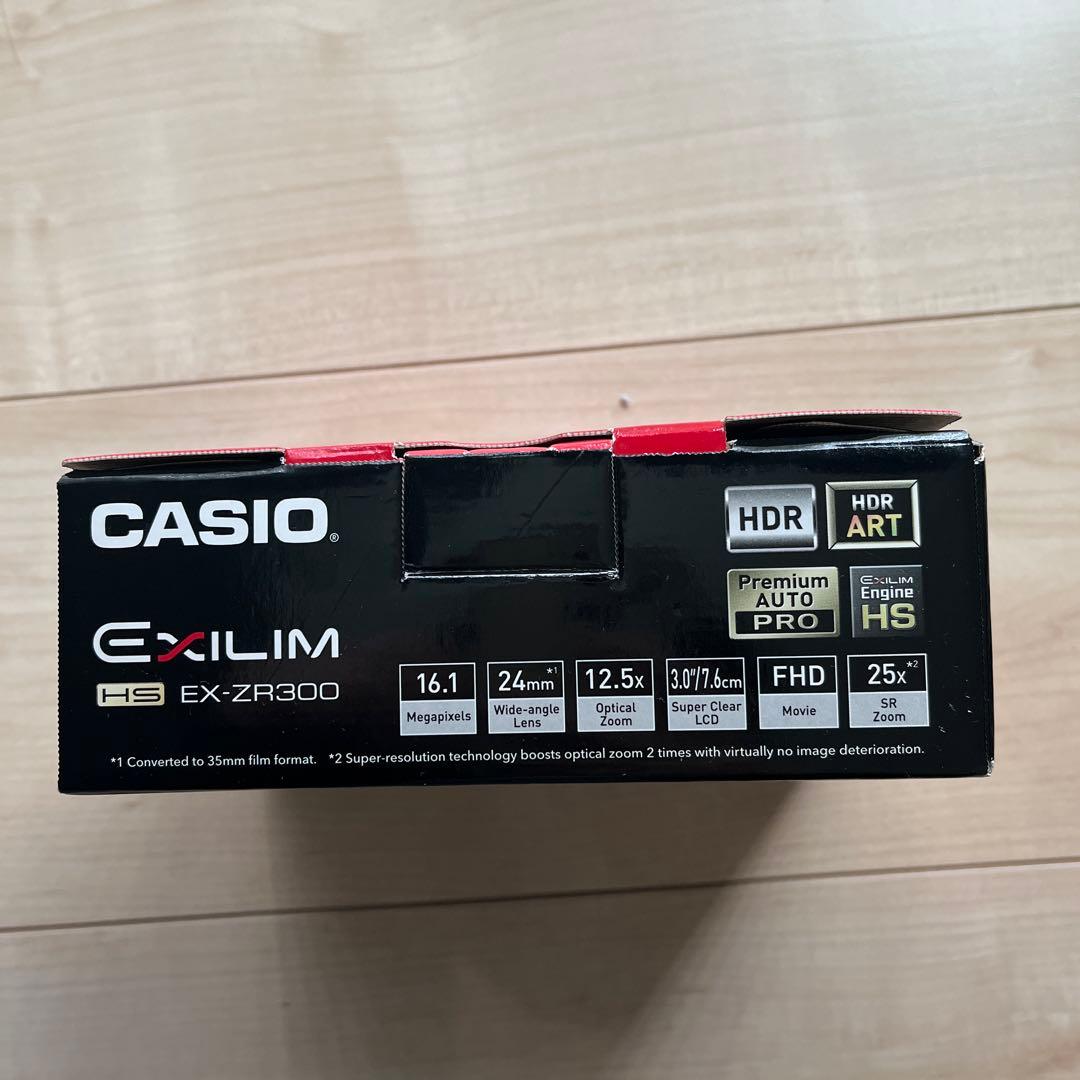 CASIO®
HDR
HDR
ART
Premium
AUTO
PRO
EXILIM
Engine
HS
EXILIM
HS EX-ZR300
16.1
Megapixels
24mm*1
Wide-angle
Lens
12.5x
Optical
Zoom
3.0"/7.6cm
Super Clear
LCD
FHD
Movie
25x*2
SR
Zoom
*1 Converted to 35mm film format. *2 Super-resolution technology boosts optical zoom 2 times with virtually no image deterioration.